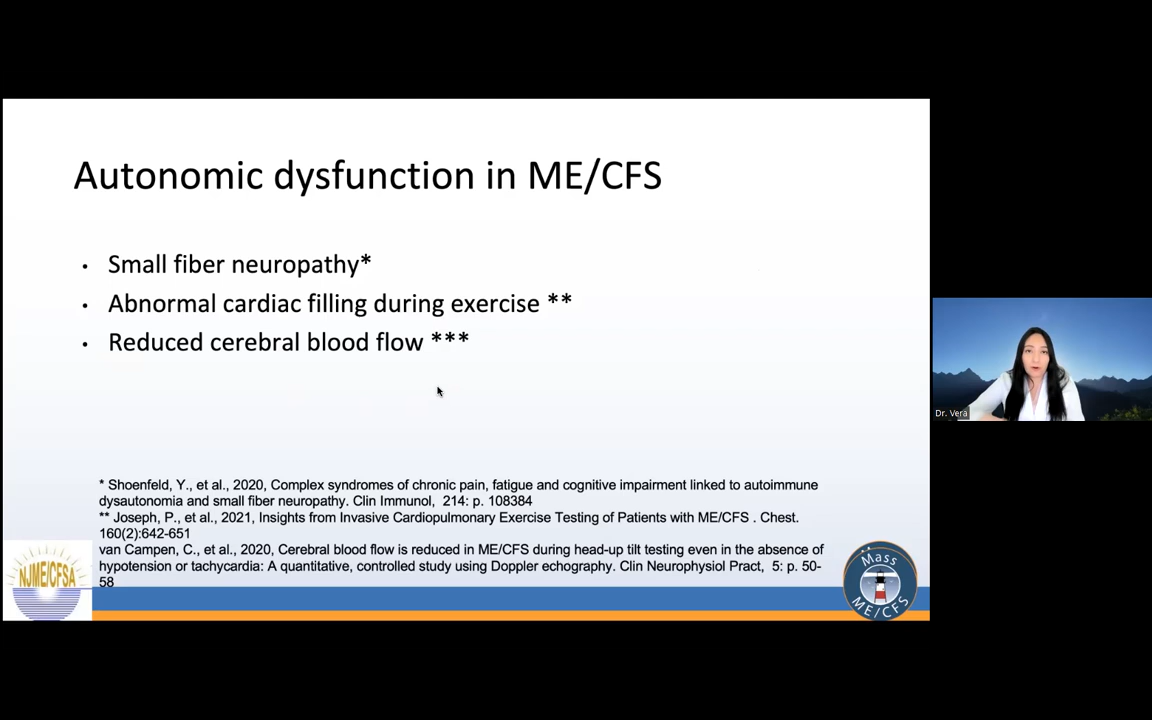 Autonomic dysfunction in ME/CFS
• Small fiber neuropathy*
• Abnormal cardiac filling during exercise **
• Reduced cerebral blood flow ***
* Shoenfeld, Y., et al., 2020, Complex syndromes of chronic pain, fatigue and cognitive impairment linked to autoimmune
dysautonomia and small fiber neuropathy. Clin Immunol, 214: p. 108384
** Joseph, P., et al., 2021, Insights from Invasive Cardiopulmonary Exercise Testing of Patients with ME/CFS . Chest.
160(2):642-651
van Campen, C., et al., 2020, Cerebral blood flow is reduced in ME/CFS during head-up tilt testing even in the absence of
hypotension or tachycardia: A quantitative, controlled study using Doppler echography. Clin Neurophysiol Pract, 5: p. 50-
58
NJME/CFSA
Mass
ME/CFS
Dr. Vera